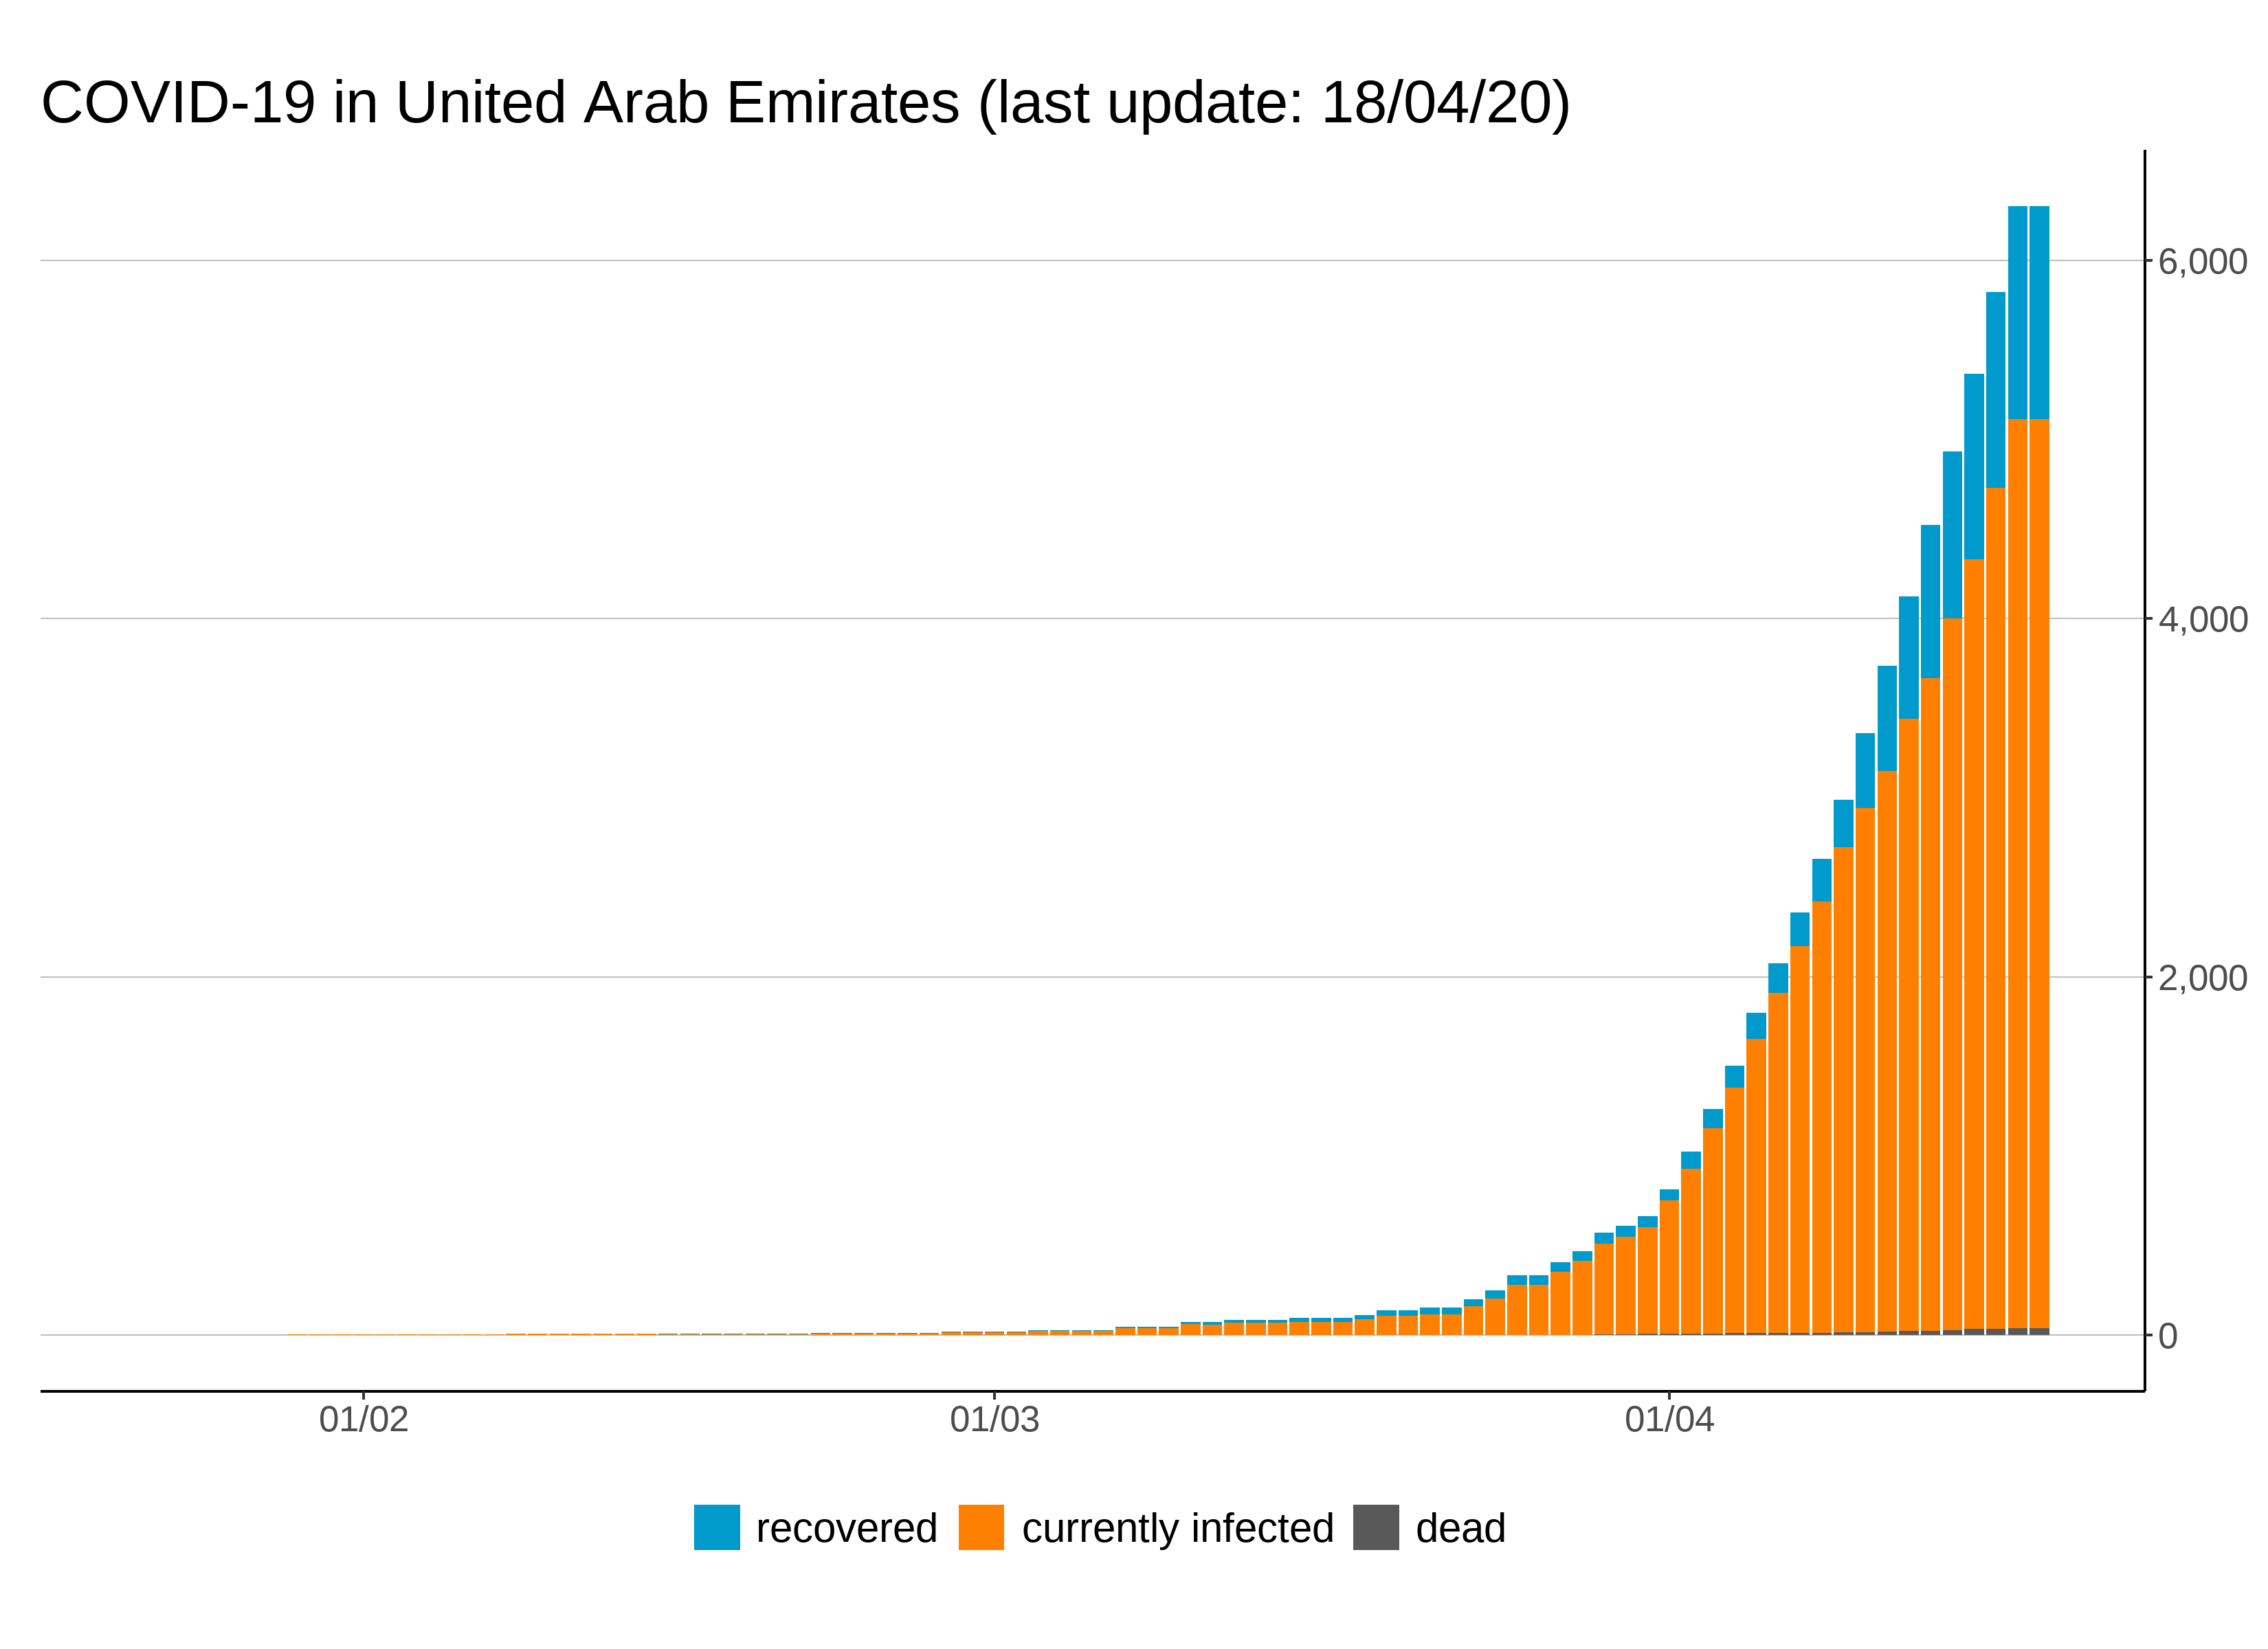 COVID-19 in United Arab Emirates (last update: 18/04/20)
6,000
4,000
2,000
0
01/02 01/03 01/04
recovered currently infected dead